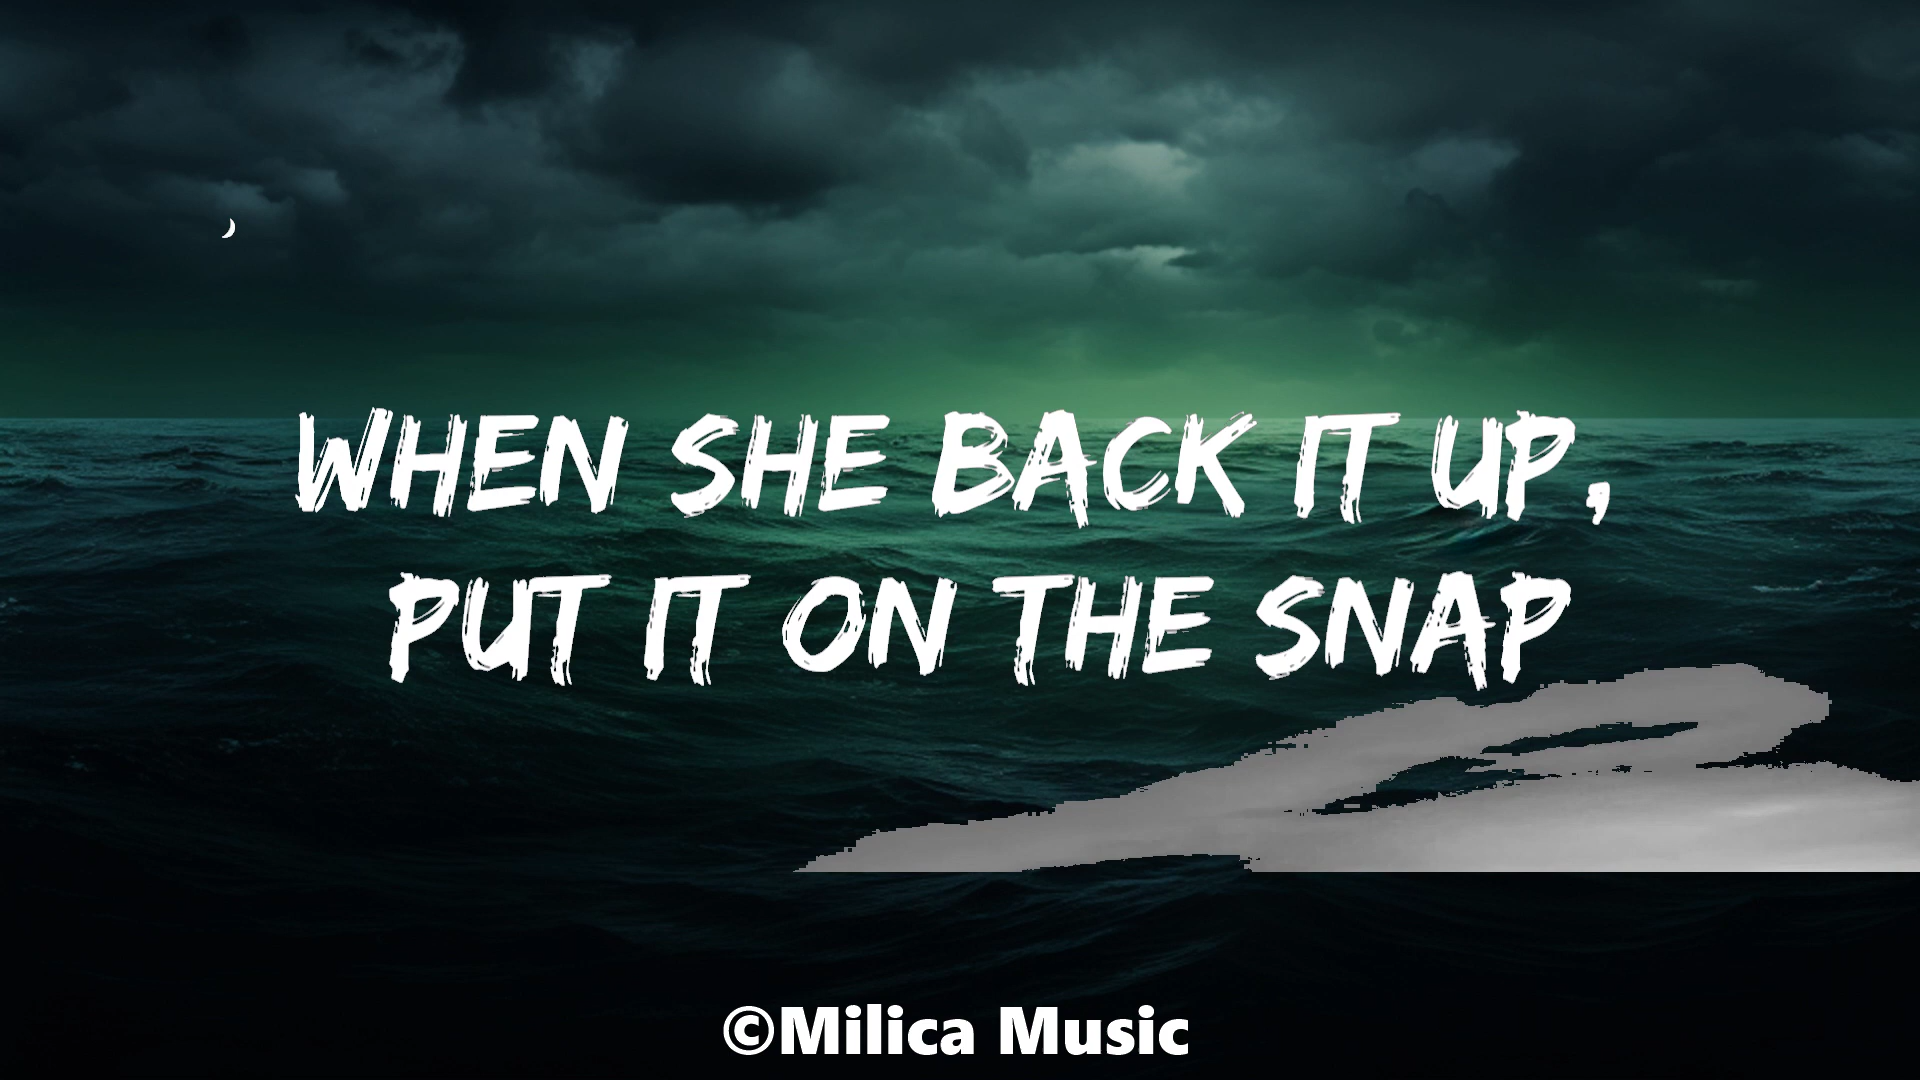 WHEN SHE BACK IT UP,
PUT IT ON THE SNAP
©Milica Music